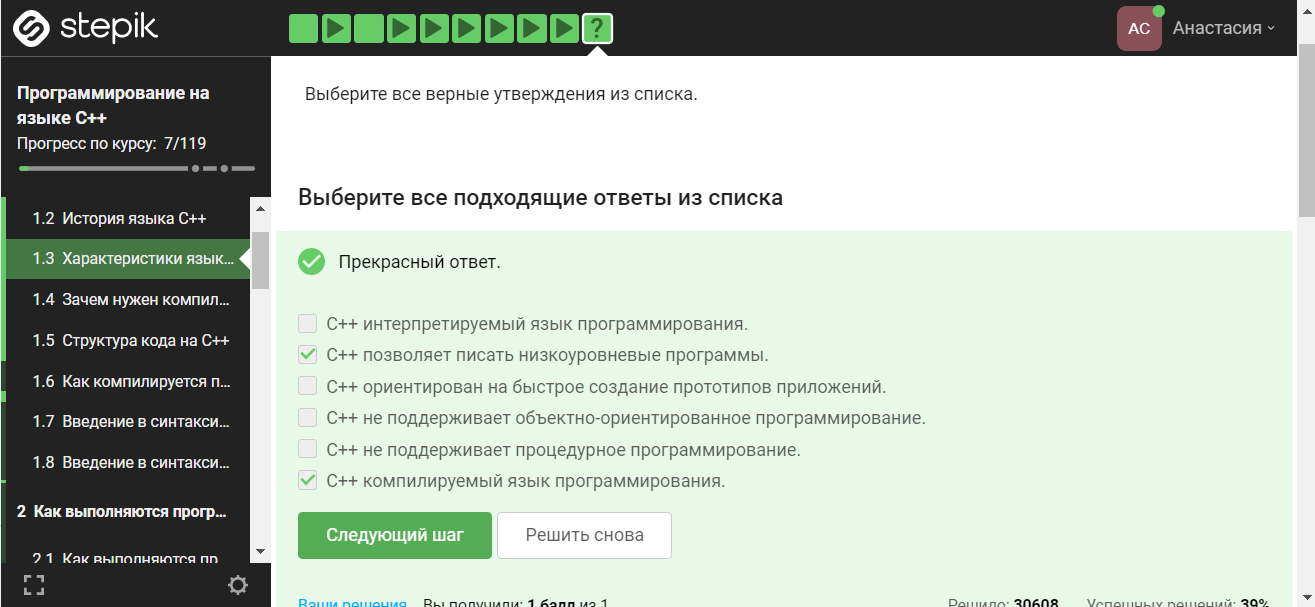 stepik
?
АС
Анастасия
Программирование на
языке C++
Прогресс по курсу: 7/119
1.2 История языка C++
1.3 Характеристики язык...
1.4 Зачем нужен компил...
1.5 Структура кода на C++
1.6 Как компилируется п...
1.7 Введение в синтакси...
1.8 Введение в синтакси...
2 Как выполняются прогр...
2.1 Как выполняются пр
Выберите все верные утверждения из списка.
Выберите все подходящие ответы из списка
Прекрасный ответ.
C++ интерпретируемый язык программирования.
C++ позволяет писать низкоуровневые программы.
C++ ориентирован на быстрое создание прототипов приложений.
C++ не поддерживает объектно-ориентированное программирование.
C++ не поддерживает процедурное программирование.
C++ компилируемый язык программирования.
Следующий шаг
Решить снова
Ваши решения Вы получили: 1 балл из 1
Решило: 30608 Успешных решений: 39%